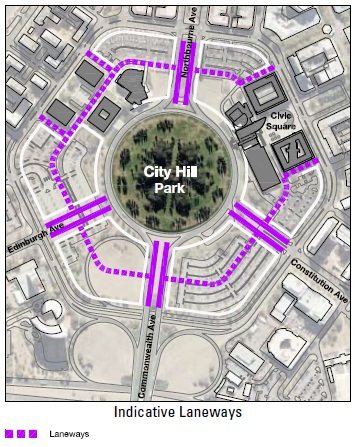 Northbourne Ave
Civic
Square
City Hill
Park
Edinburgh Ave
Constitution Ave
Commonwealth Ave
Indicative Laneways
Laneways